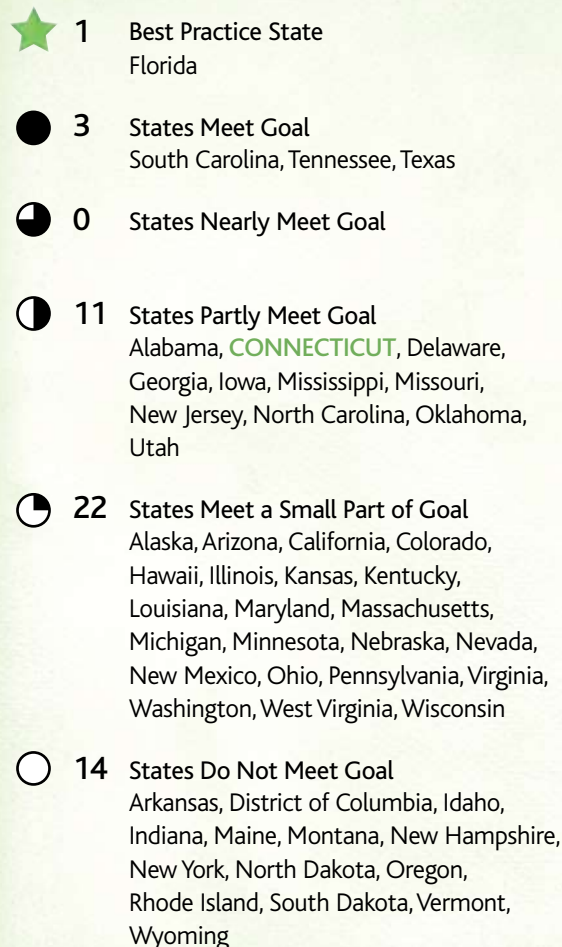 1 Best Practice State
Florida
3 States Meet Goal
South Carolina, Tennessee, Texas
0 States Nearly Meet Goal
11 States Partly Meet Goal
Alabama, CONNECTICUT, Delaware,
Georgia, Iowa, Mississippi, Missouri,
New Jersey, North Carolina, Oklahoma,
Utah
22 States Meet a Small Part of Goal
Alaska, Arizona, California, Colorado,
Hawaii, Illinois, Kansas, Kentucky,
Louisiana, Maryland, Massachusetts,
Michigan, Minnesota, Nebraska, Nevada,
New Mexico, Ohio, Pennsylvania, Virginia,
Washington, West Virginia, Wisconsin
14 States Do Not Meet Goal
Arkansas, District of Columbia, Idaho,
Indiana, Maine, Montana, New Hampshire,
New York, North Dakota, Oregon,
Rhode Island, South Dakota, Vermont,
Wyoming